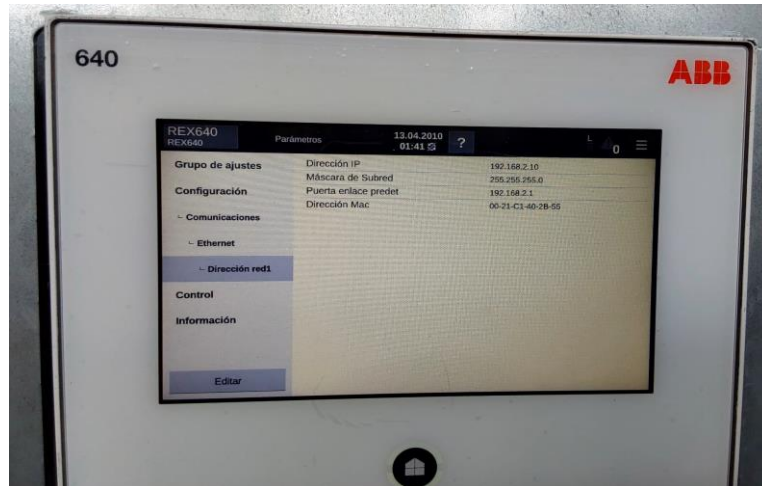 640
ABB
REX640
REX640
Parámetros
13.04.2010
01:41
?
L
0
Grupo de ajustes
Configuración
Comunicaciones
Ethernet
Dirección red1
Control
Información
Editar
Dirección IP 192.168.2.10
Máscara de Subred 255.255.255.0
Puerta enlace predet 192.168.2.1
Dirección Mac 00-21-C1-40-2B-55